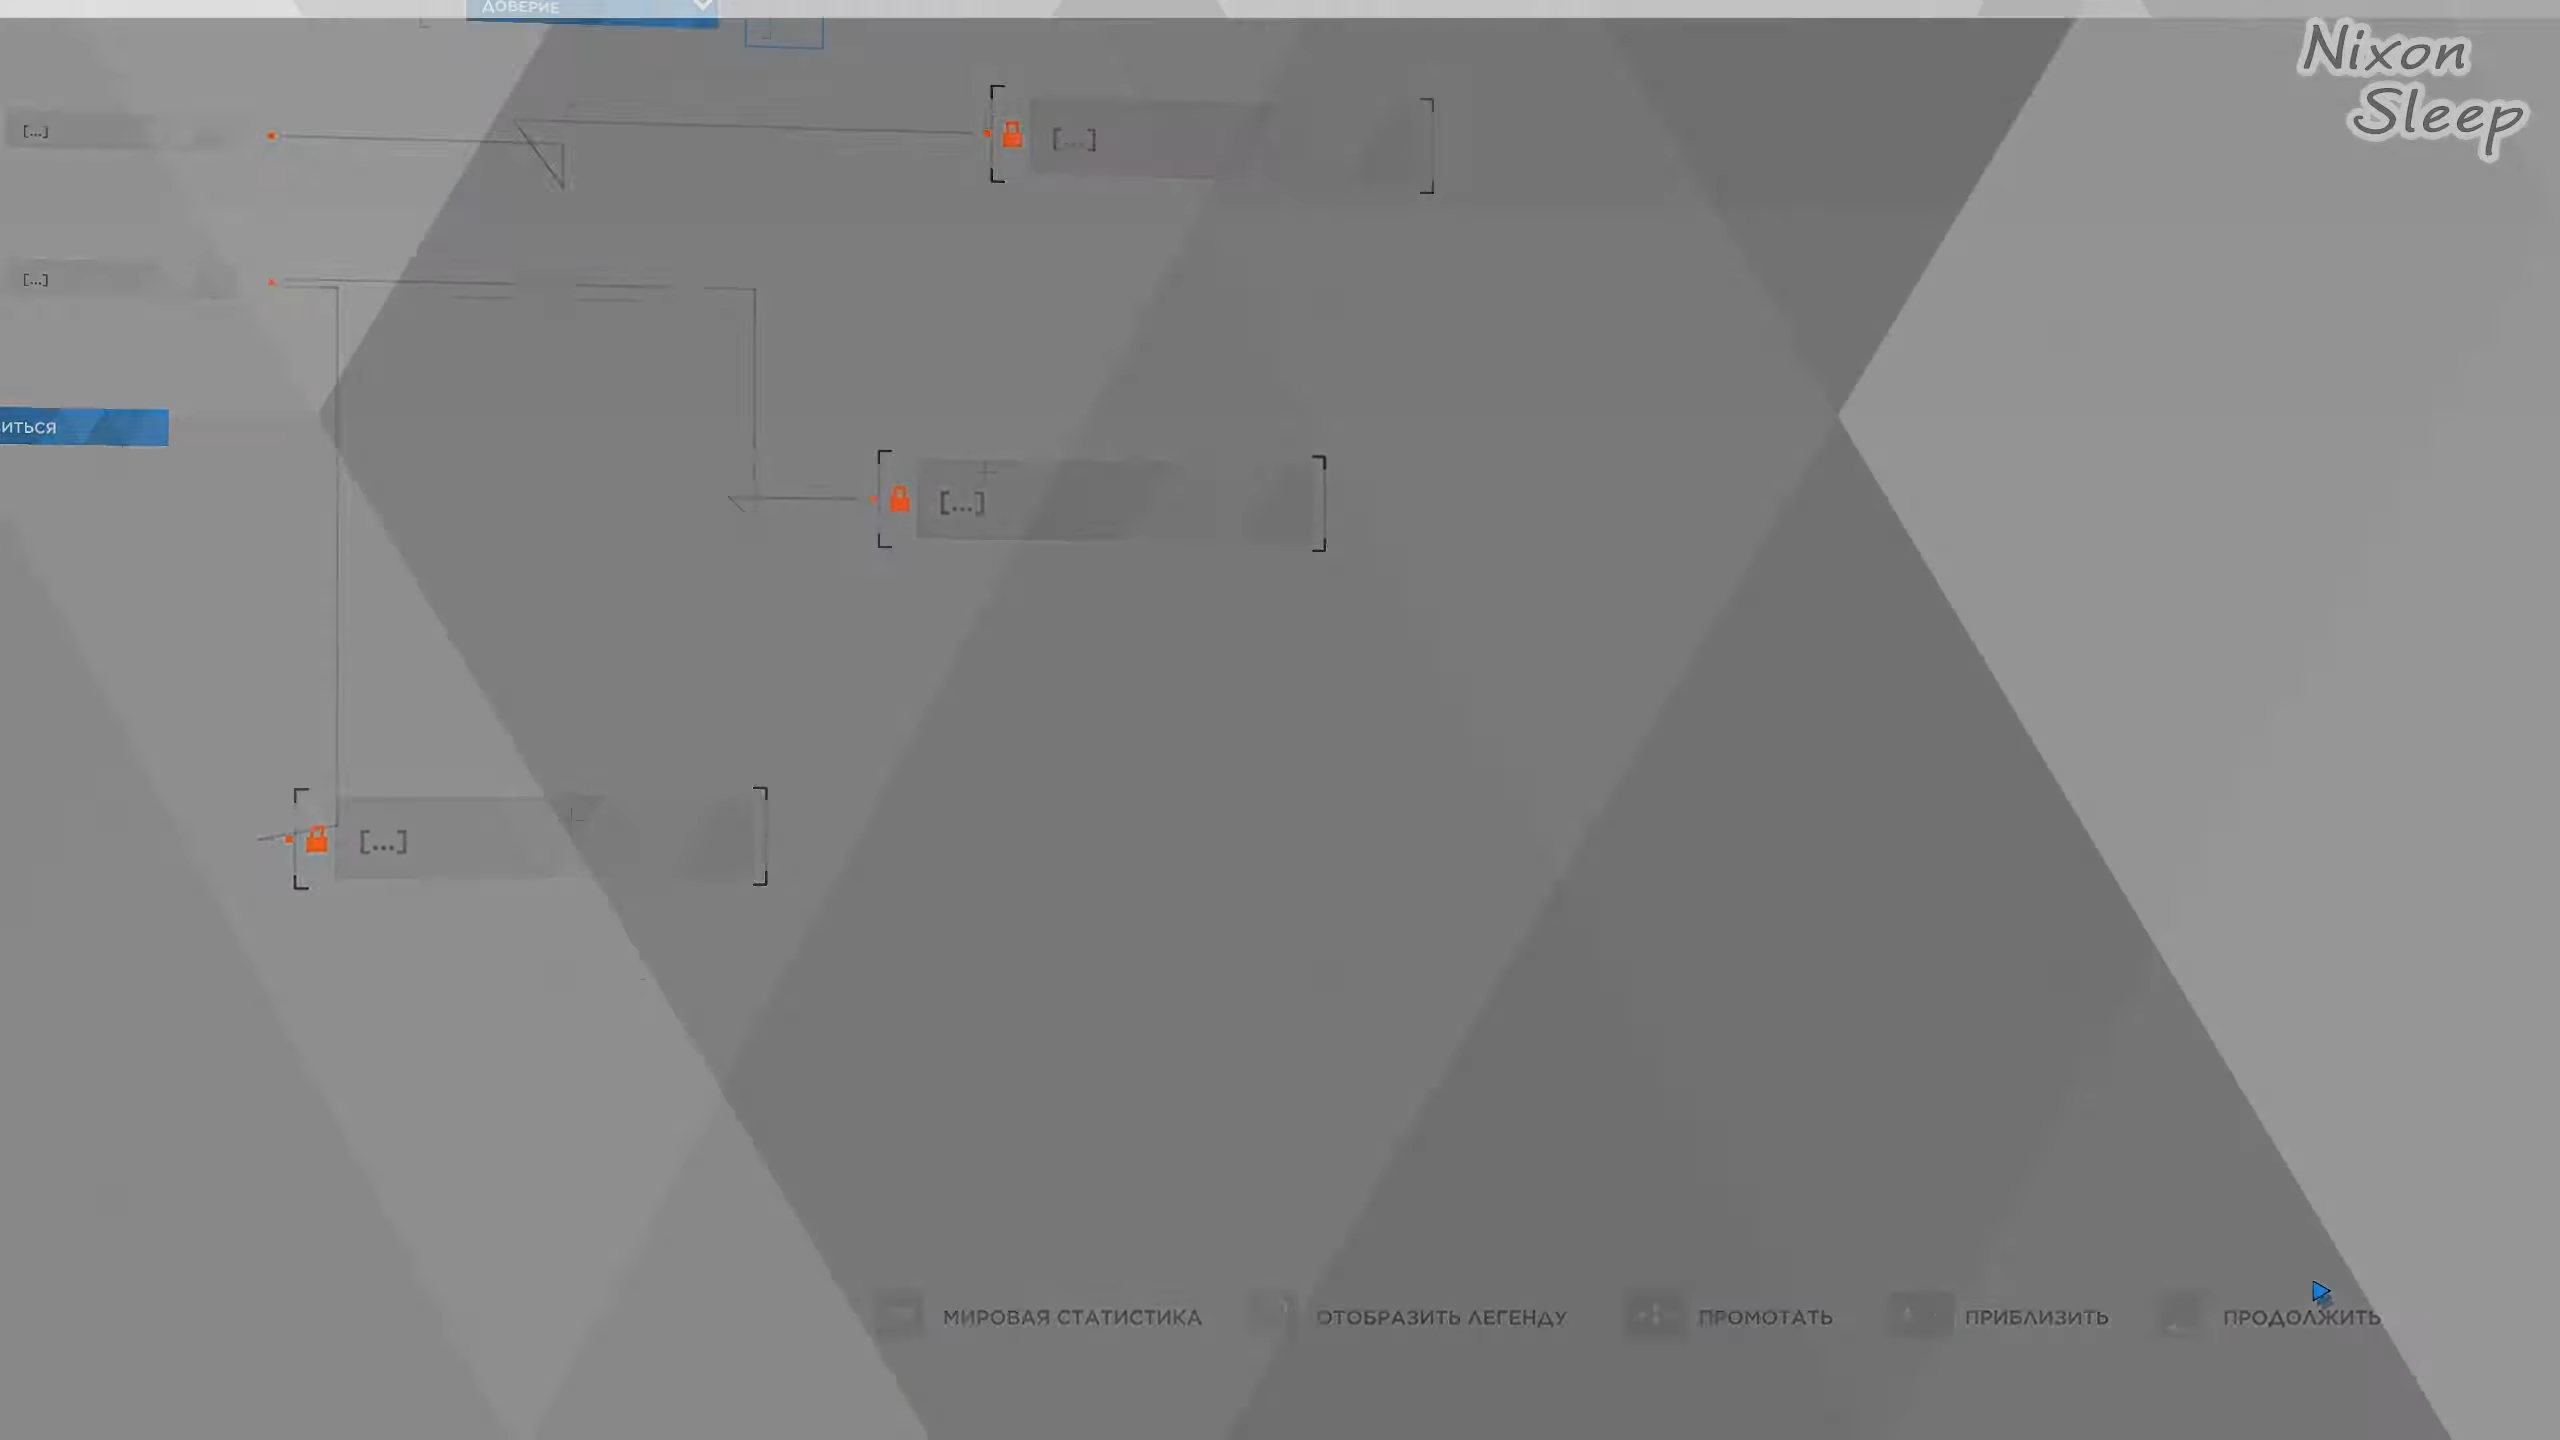 ДОВЕРИЕ
Nixon
Sleep
[...]
[...]
[...]
ИТЬСЯ
[...]
[...]
МИРОВАЯ СТАТИСТИКА
ОТОБРАЗИТЬ ЛЕГЕНДУ
ПРОМОТАТЬ
ПРИБЛИЗИТЬ
ПРОДОЛЖИТЬ